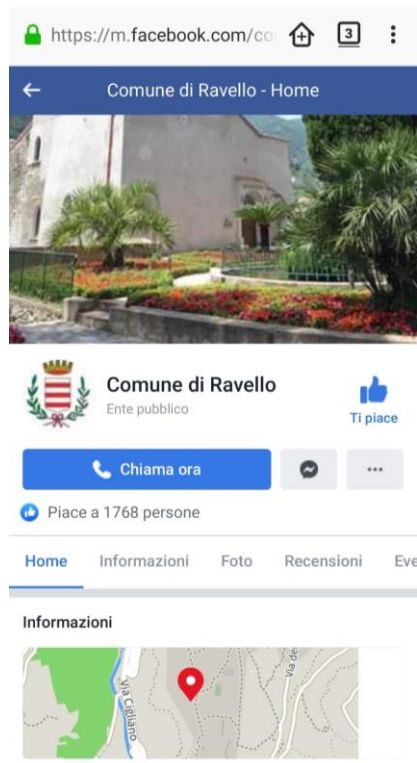 https://m.facebook.com/co
3
Comune di Ravello - Home
Comune di Ravello
Ente pubblico
Ti piace
Chiama ora
Piace a 1768 persone
Home Informazioni Foto Recensioni Eve
Informazioni
Via Cigliano
Via de